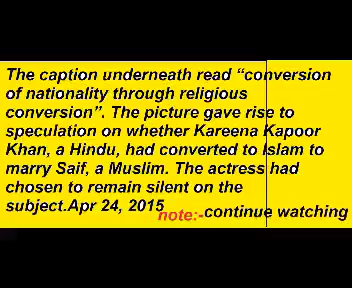 The caption underneath read “conversion
of nationality through religious
conversion”. The picture gave rise to
speculation on whether Kareena Kapoor
Khan, a Hindu, had converted to Islam to
marry Saif, a Muslim. The actress had
chosen to remain silent on the
subject.Apr 24, 2015
note:-continue watching